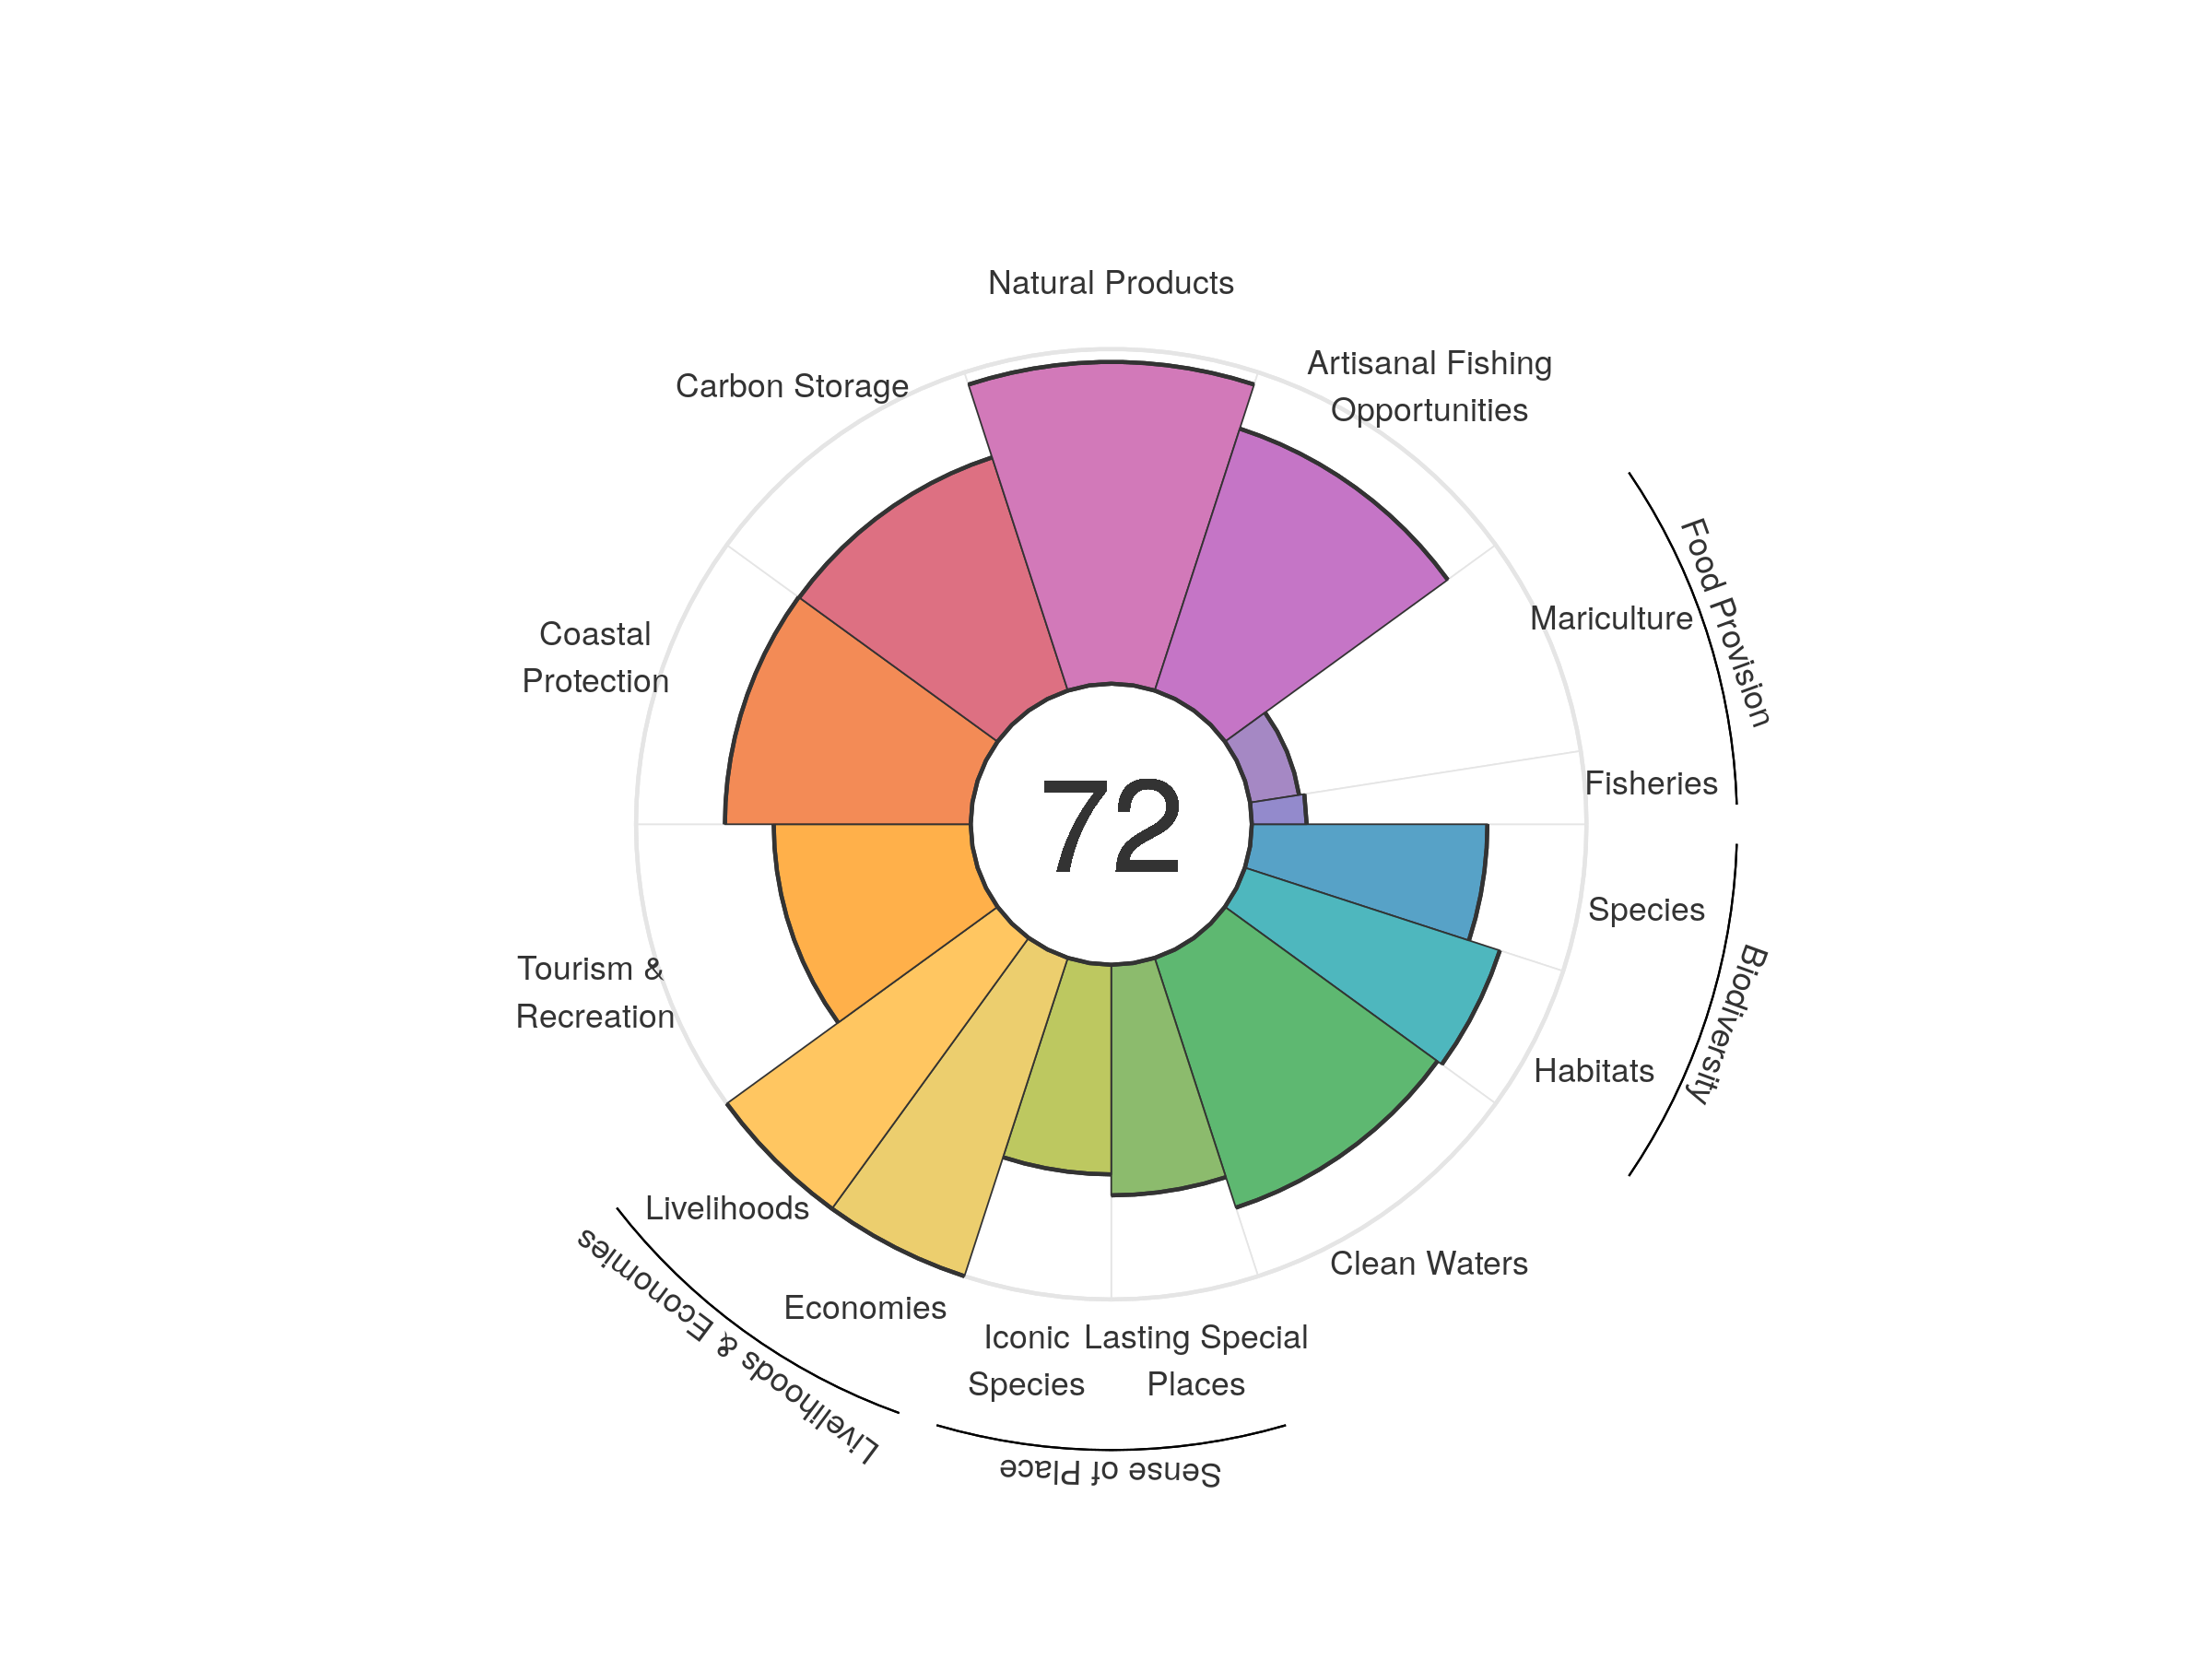 Natural Products
Artisanal Fishing
Opportunities
Carbon Storage
Food Provision
Mariculture
Coastal
Protection
Fisheries
72
Species
Biodiversity
Tourism &
Recreation
Habitats
Livelihoods
Clean Waters
Livelihoods & Economies
Economies
Iconic
Species
Lasting Special
Places
Sense of Place